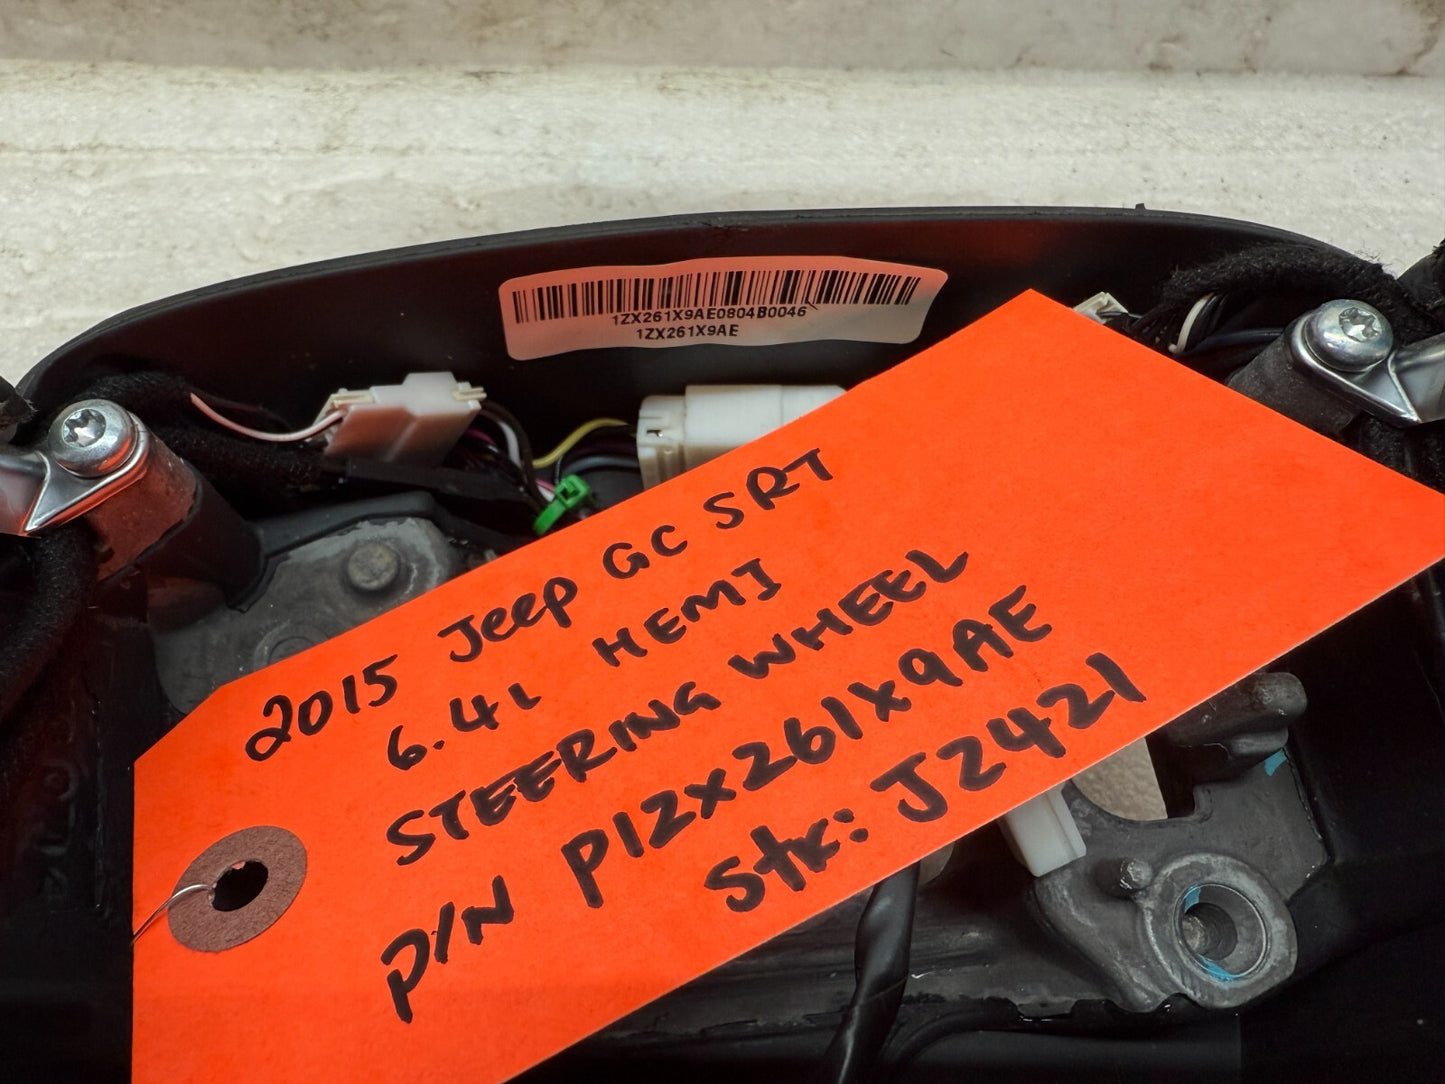 1ZX261X9AE0804B0046
1ZX261X9AE
2015 Jeep GC SRT
6.4L HEMI
STEERING WHEEL
P/N P1ZX261X9AE
Stk: J2421